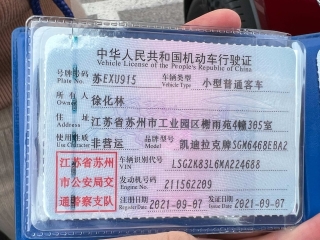 中华人民共和国机动车行驶证
Vehicle License of the People's Republic of China
号牌号码 Plate No. 苏EXU915 车辆类型 Vehicle Type 小型普通客车
所有人 Owner 徐化林
住址 Address 江苏省苏州市工业园区榭雨苑4幢305室
使用性质 Use Character 非营运 品牌型号 Model 凯迪拉克牌SGM6468EBA2
江苏省苏州市公安局交通警察支队
车辆识别代号 VIN LSGZK83L6MA224688
发动机号码 Engine No. 211562209
注册日期 Register Date 2021-09-07 发证日期 Issue Date 2021-09-07